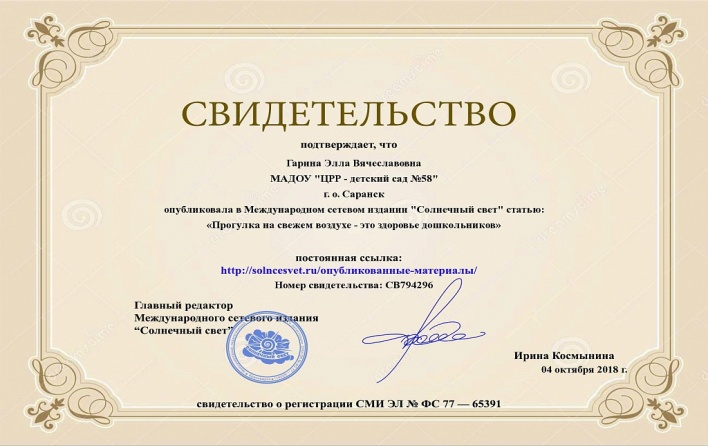 СВИДЕТЕЛЬСТВО
подтверждает, что
Гарина Элла Вячеславовна
МАДОУ "ЦРР - детский сад №58"
г. о. Саранск
опубликовала в Международном сетевом издании "Солнечный свет" статью:
«Прогулка на свежем воздухе - это здоровье дошкольников»
постоянная ссылка:
http://solncesvet.ru/опубликованные-материалы/
Номер свидетельства: СВ794296
Главный редактор
Международного сетевого издания
“Солнечный свет”
Ирина Космынина
04 октября 2018 г.
свидетельство о регистрации СМИ ЭЛ № ФС 77 — 65391